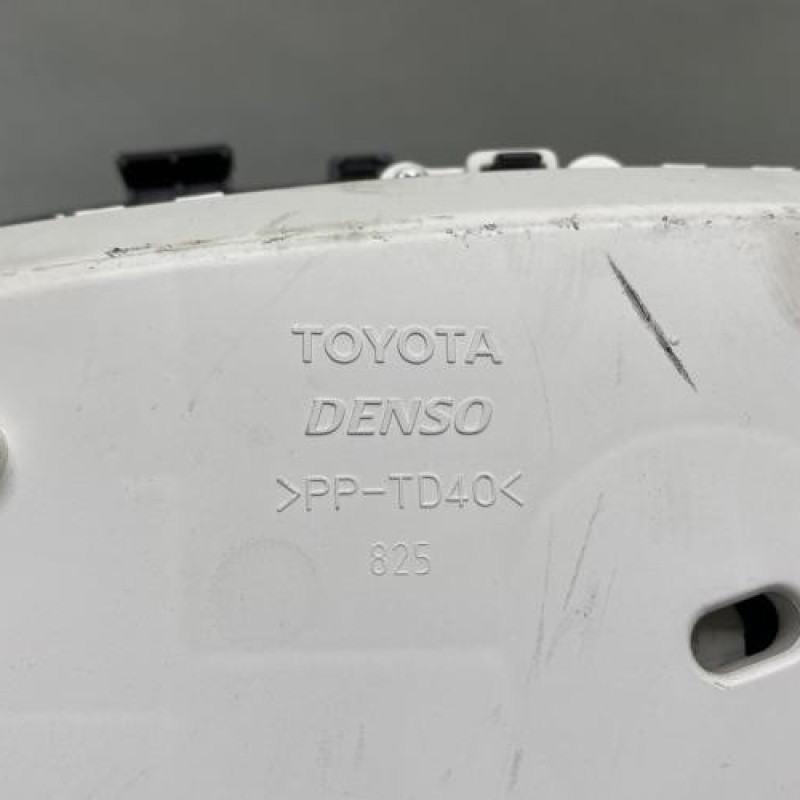 TOYOTA
DENSO
>PP-TD40<
825